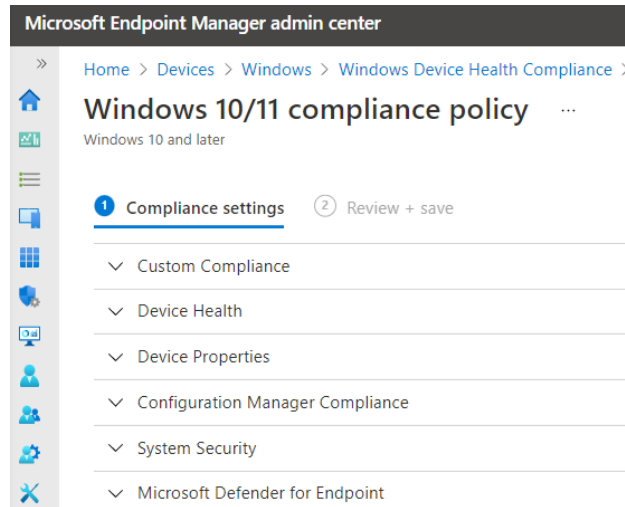 Microsoft Endpoint Manager admin center
Home > Devices > Windows > Windows Device Health Compliance >
Windows 10/11 compliance policy ...
Windows 10 and later
1 Compliance settings 2 Review + save
Custom Compliance
Device Health
Device Properties
Configuration Manager Compliance
System Security
Microsoft Defender for Endpoint